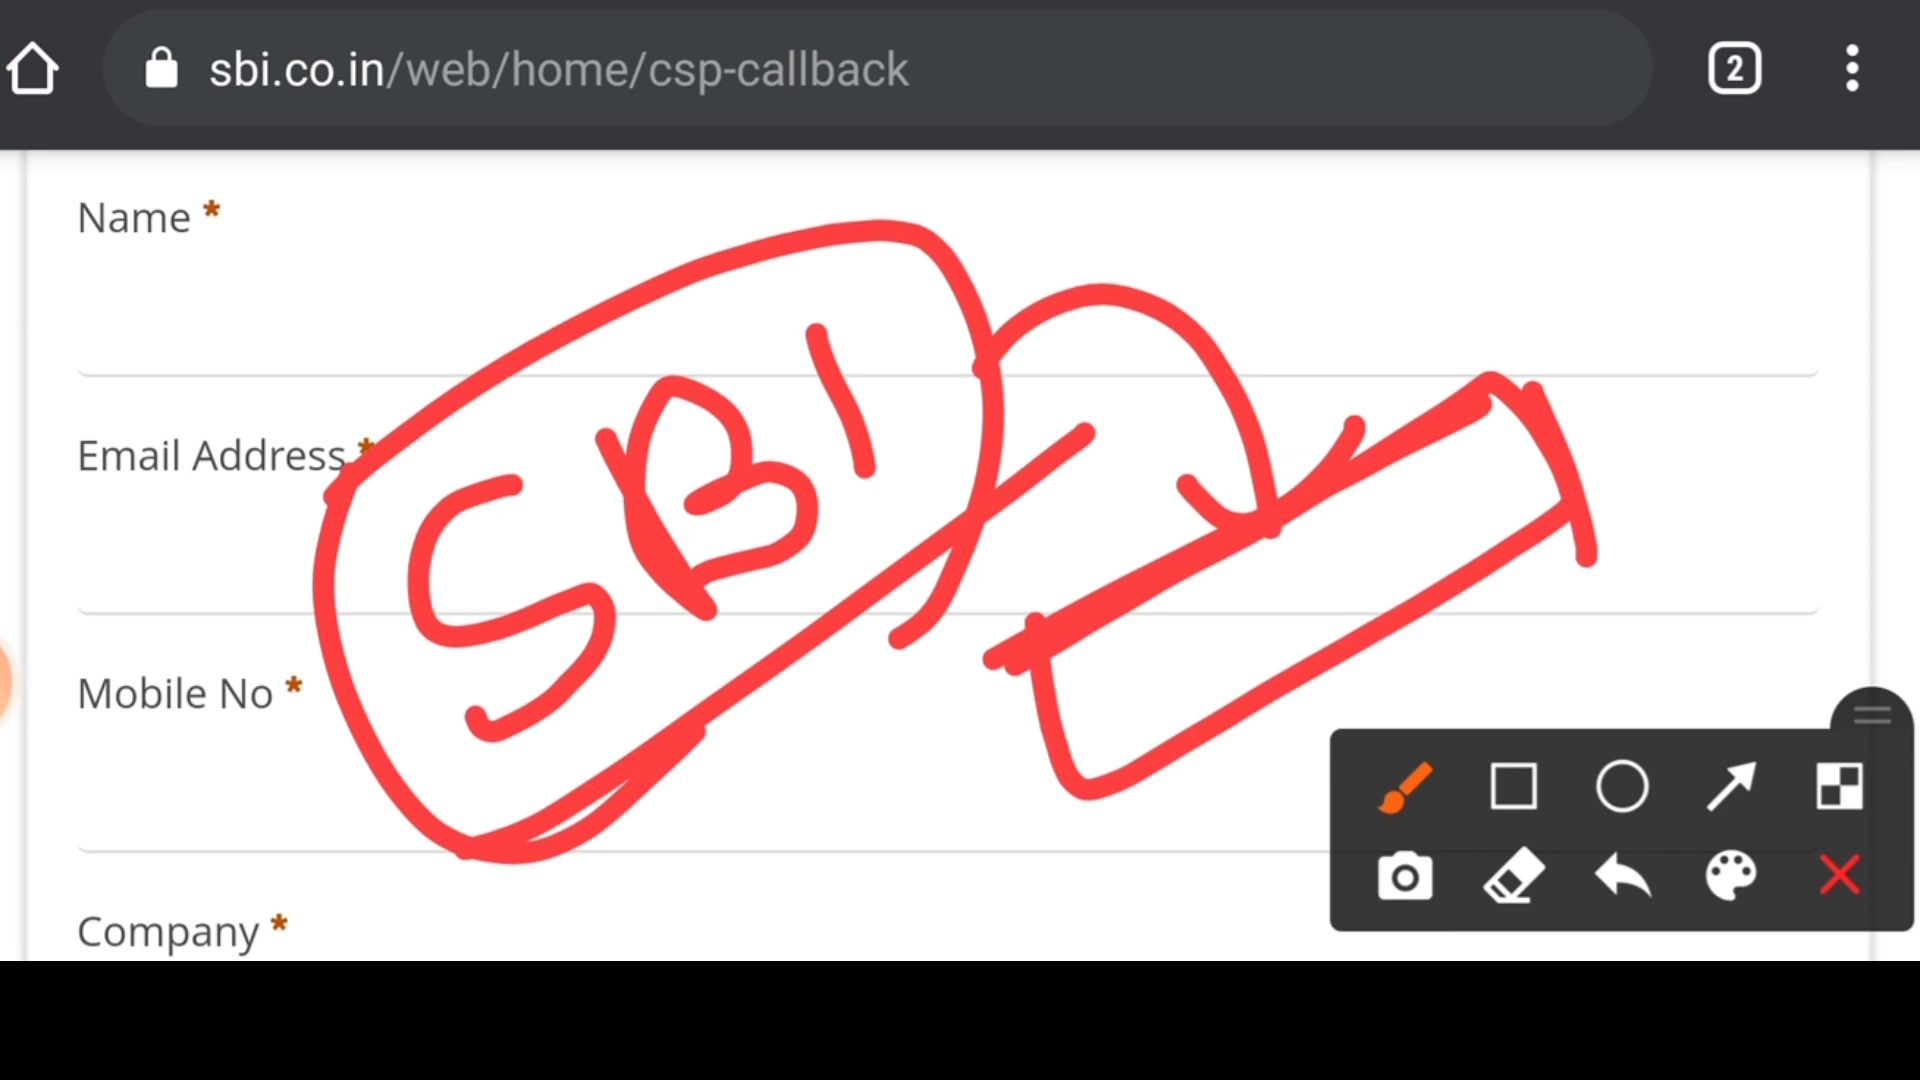 sbi.co.in/web/home/csp-callback
2
Name *
SBI
Email Address *
Mobile No *
Company *